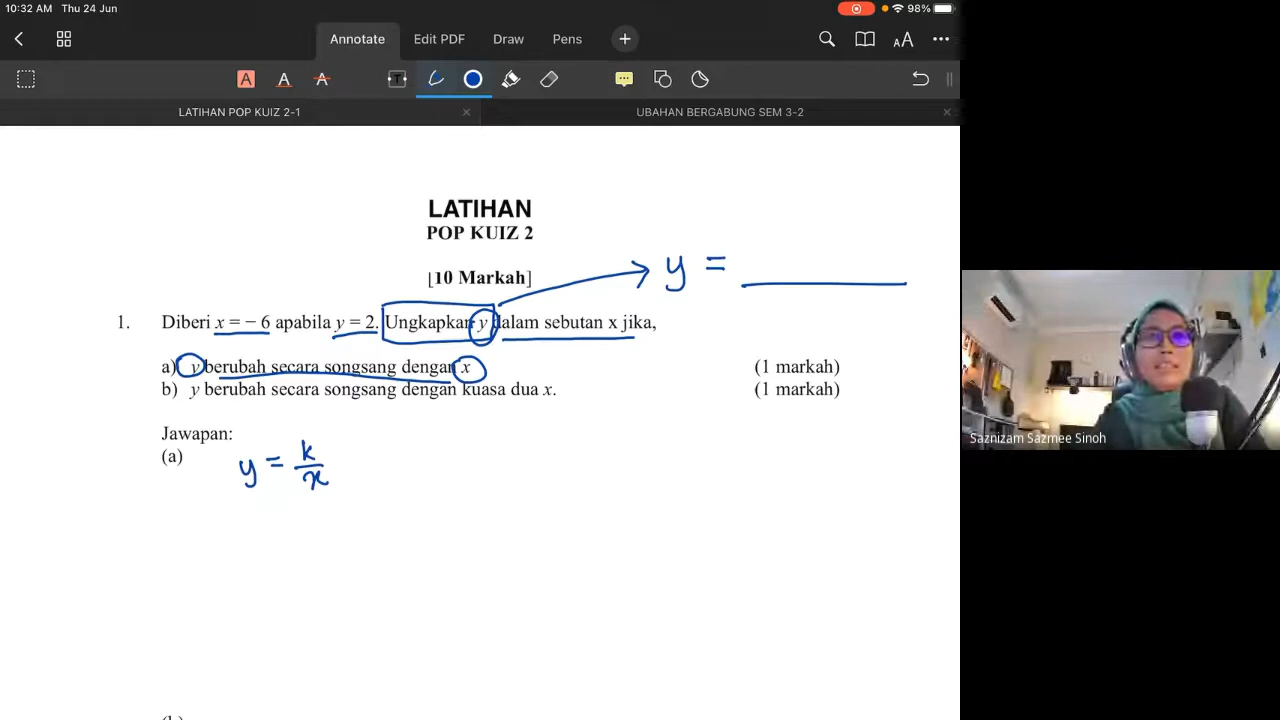 10:32 AM Thu 24 Jun
98%
Annotate Edit PDF Draw Pens
AA
A A A T
LATIHAN POP KUIZ 2-1
UBAHAN BERGABUNG SEM 3-2
LATIHAN
POP KUIZ 2
[10 Markah]
y =
1. Diberi x = – 6 apabila y = 2. Ungkapkan y dalam sebutan x jika,
a) y berubah secara songsang dengan x (1 markah)
b) y berubah secara songsang dengan kuasa dua x. (1 markah)
Jawapan:
(a) y = k/x
Saznizam Sazmee Sinoh